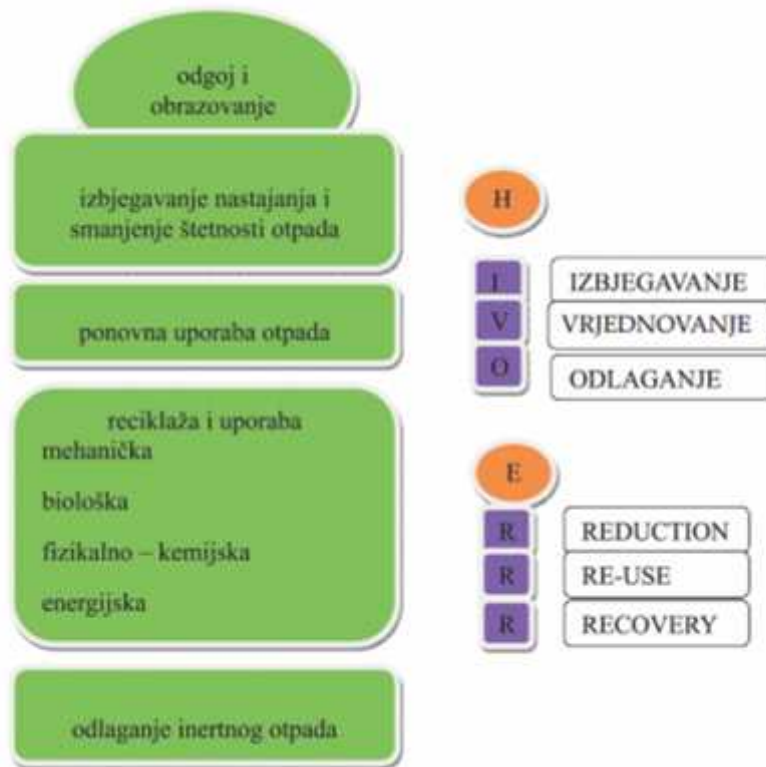 odgoj i
obrazovanje
izbjegavanje nastajanja i
smanjenje štetnosti otpada
ponovna uporaba otpada
reciklaža i uporaba
mehanička
biološka
fizikalno – kemijska
energijska
odlaganje inertnog otpada
H
I IZBJEGAVANJE
V VRJEDNOVANJE
O ODLAGANJE
E
R REDUCTION
R RE-USE
R RECOVERY